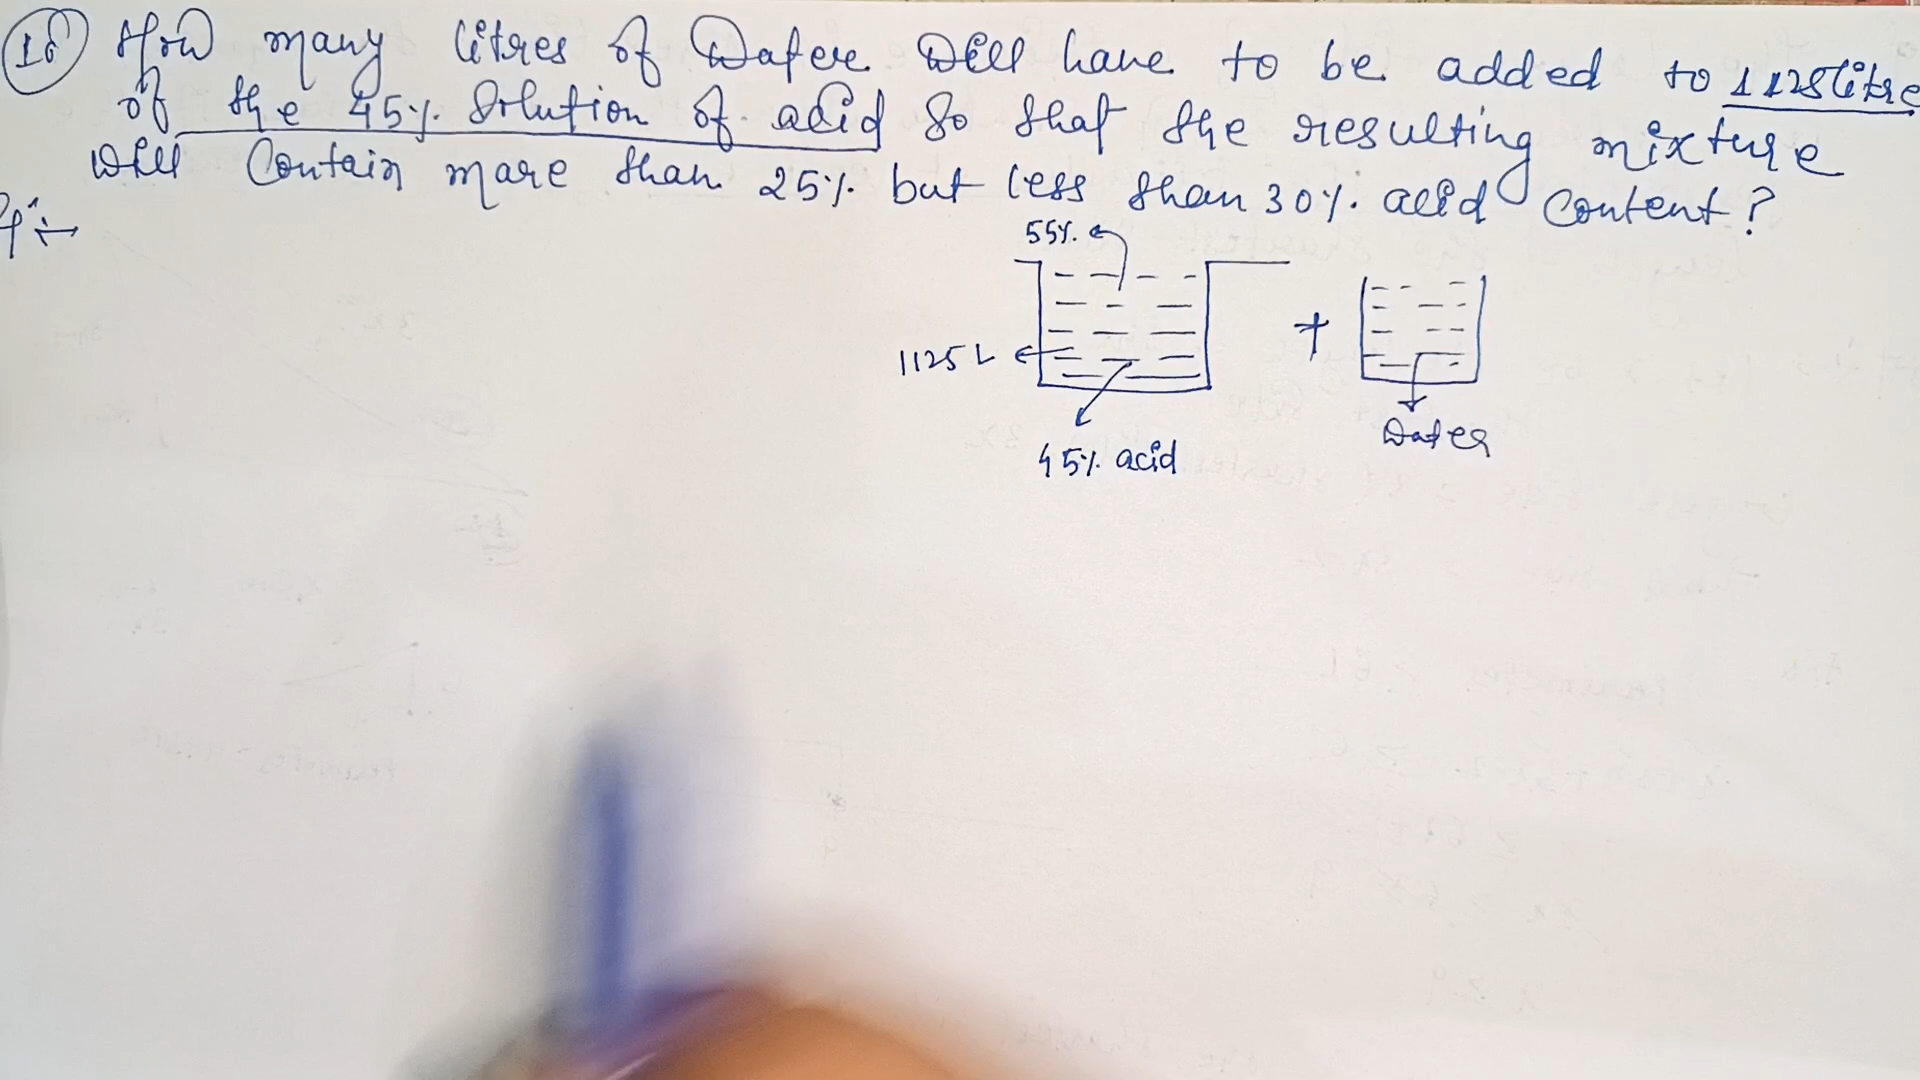 18 How many litres of Water Will have to be added to 1125 litre
of the 45% Solution of acid So that the resulting mixture
Will Contain more than 25% but less than 30% acid Content?
55%.
1125 L
+
45% acid
Water